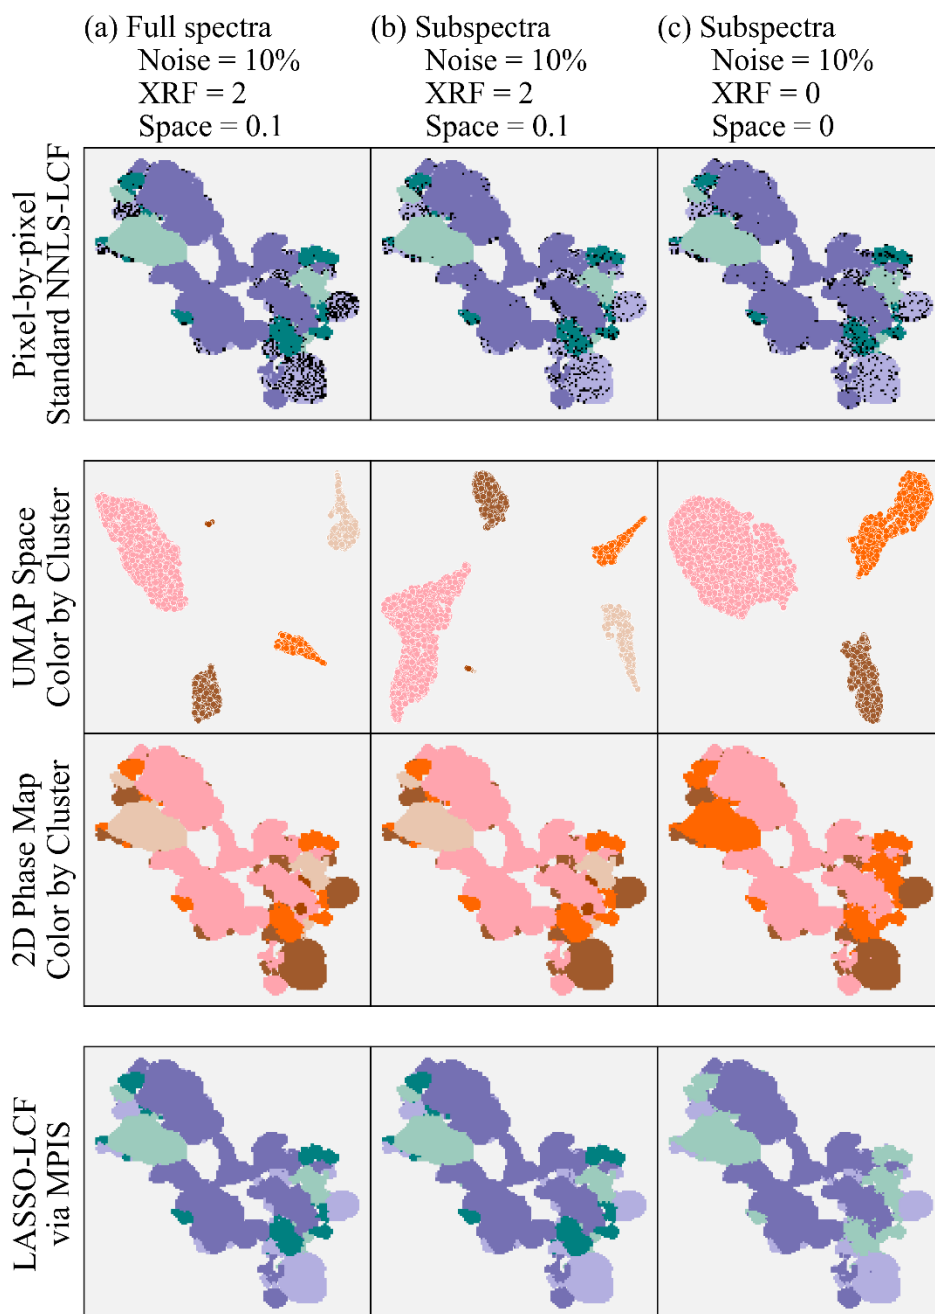 (a) Full spectra
Noise = 10%
XRF = 2
Space = 0.1
(b) Subspectra
Noise = 10%
XRF = 2
Space = 0.1
(c) Subspectra
Noise = 10%
XRF = 0
Space = 0
Pixel-by-pixel
Standard NNLS-LCF
UMAP Space
Color by Cluster
2D Phase Map
Color by Cluster
LASSO-LCF
via MPIS